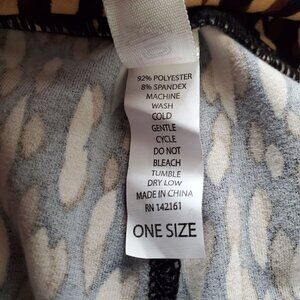 92% POLYESTER
8% SPANDEX
MACHINE
WASH
COLD
GENTLE
CYCLE
DO NOT
BLEACH
TUMBLE
DRY LOW
MADE IN CHINA
RN 142161
ONE SIZE